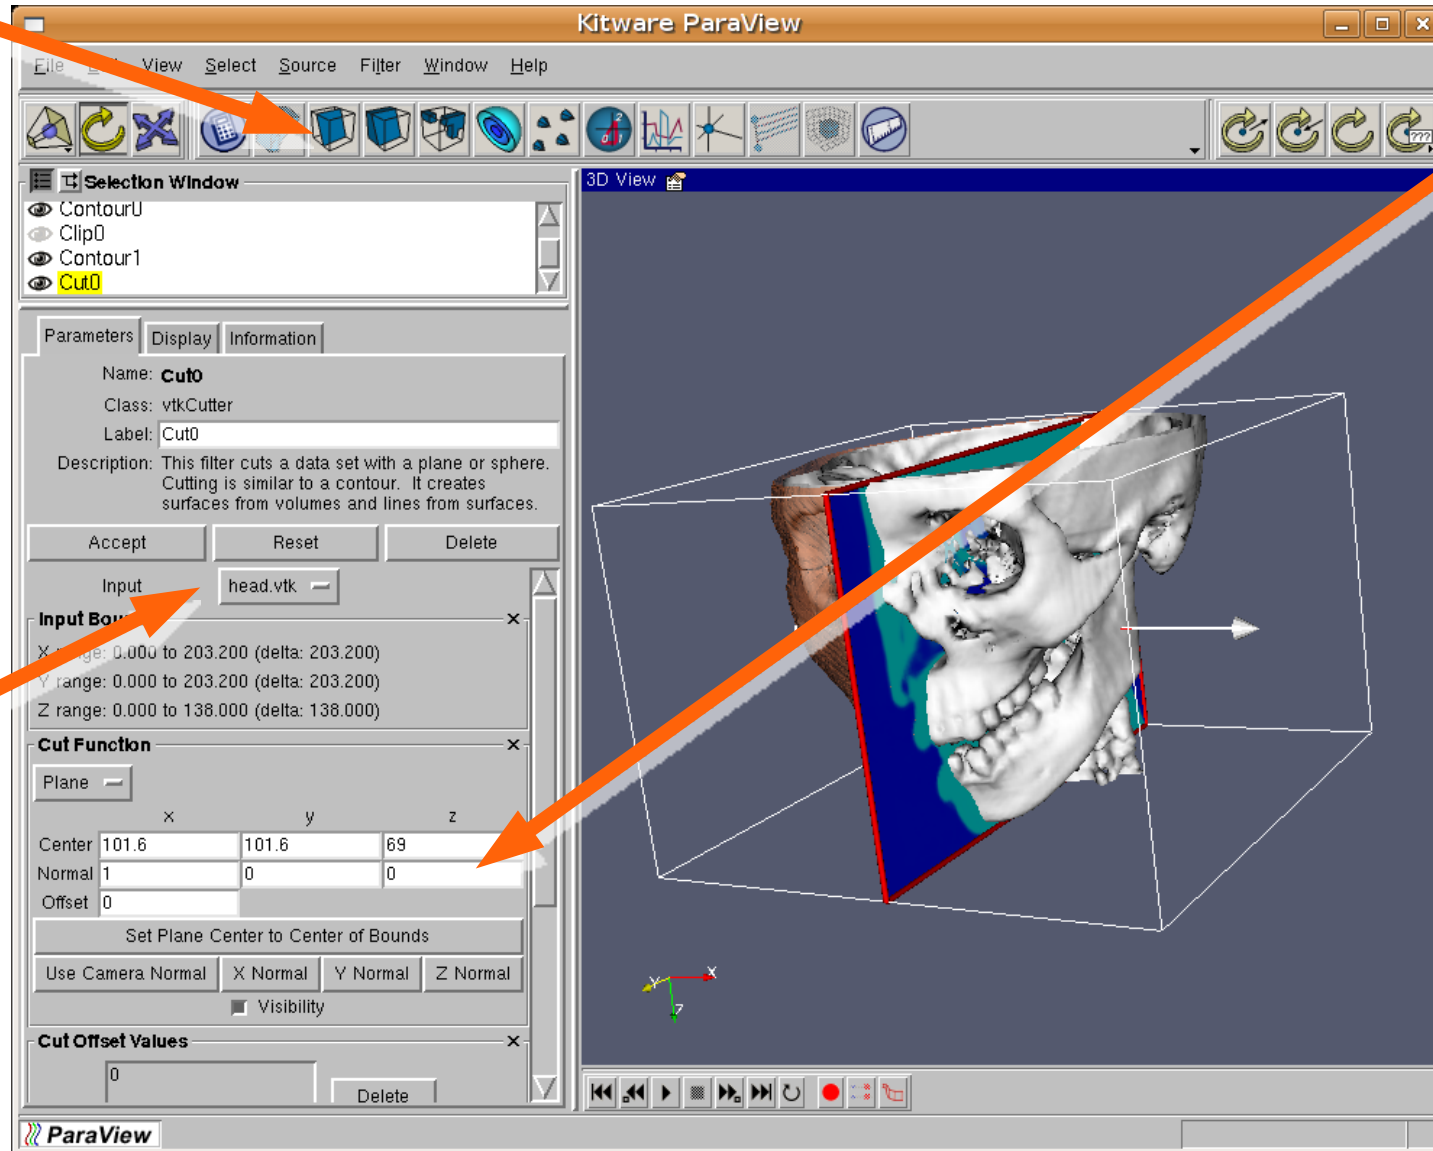 Kitware ParaView
File View Select Source Filter Window Help
2
0 1
???
Selection Window
3D View
Contour0
Clip0
Contour1
Cut0
Parameters Display Information
Name: Cut0
Class: vtkCutter
Label: Cut0
Description: This filter cuts a data set with a plane or sphere.
Cutting is similar to a contour. It creates
surfaces from volumes and lines from surfaces.
Accept Reset Delete
Input head.vtk
Input
X range: 0.000 to 203.200 (delta: 203.200)
Y range: 0.000 to 203.200 (delta: 203.200)
Z range: 0.000 to 138.000 (delta: 138.000)
Cut Function
Plane
x y z
Center 101.6 101.6 69
Normal 1 0 0
Offset 0
Set Plane Center to Center of Bounds
Use Camera Normal X Normal Y Normal Z Normal
Visibility
Y X
Z
Cut Offset Values
0
Delete
ParaView